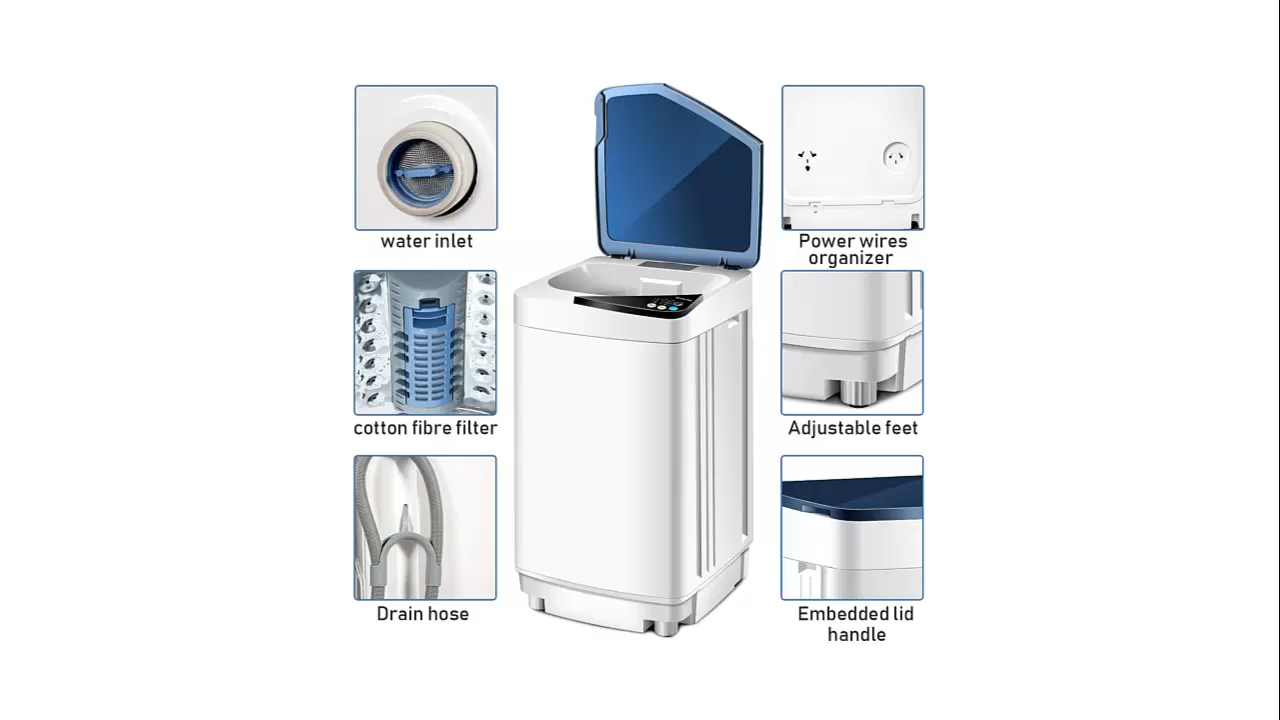 water inlet
cotton fibre filter
Drain hose
Power wires
organizer
Adjustable feet
Embedded lid
handle